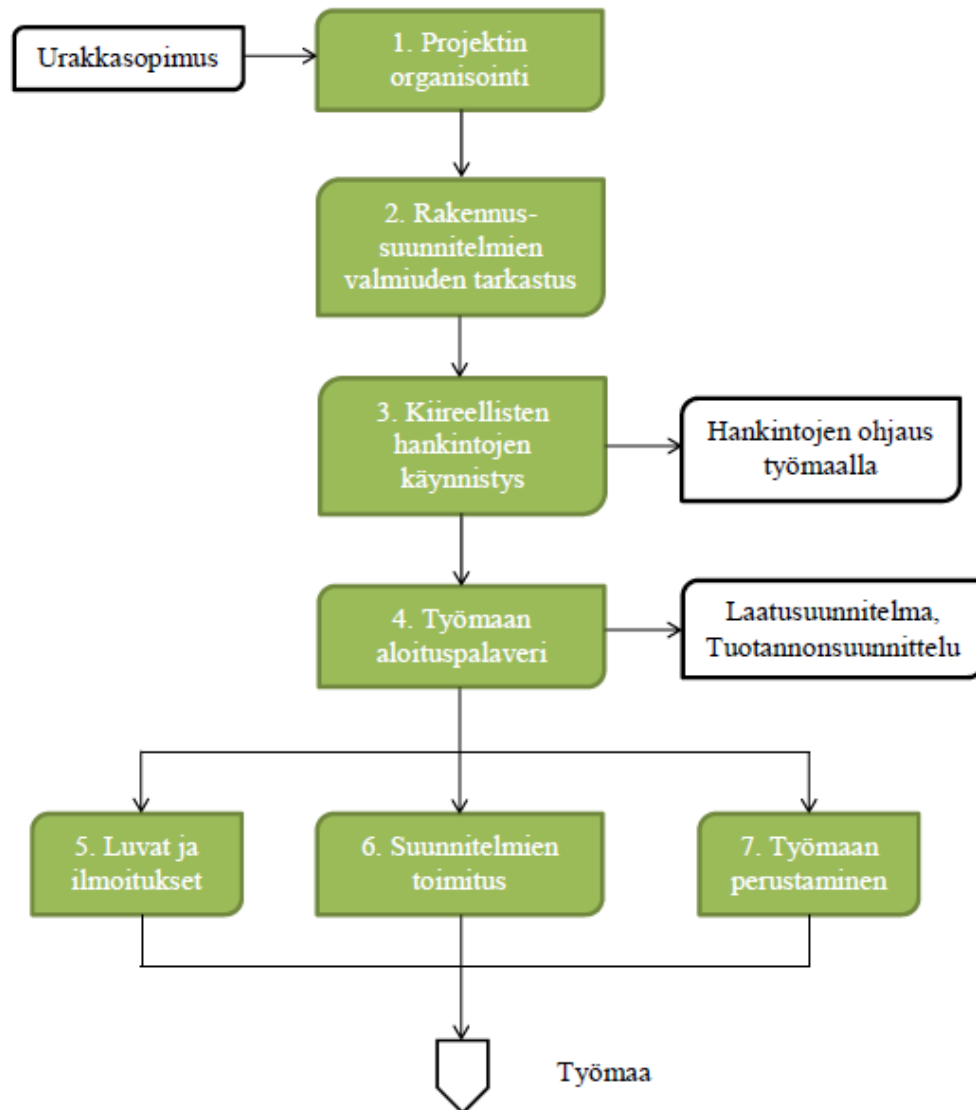 Urakkasopimus
1. Projektin
organisointi
2. Rakennus-
suunnitelmien
valmiuden tarkastus
3. Kiireellisten
hankintojen
käynnistys
Hankintojen ohjaus
työmaalla
4. Työmaan
aloituspalaveri
Laatusuunnitelma,
Tuotannonsuunnittelu
5. Luvat ja
ilmoitukset
6. Suunnitelmien
toimitus
7. Työmaan
perustaminen
Työmaa